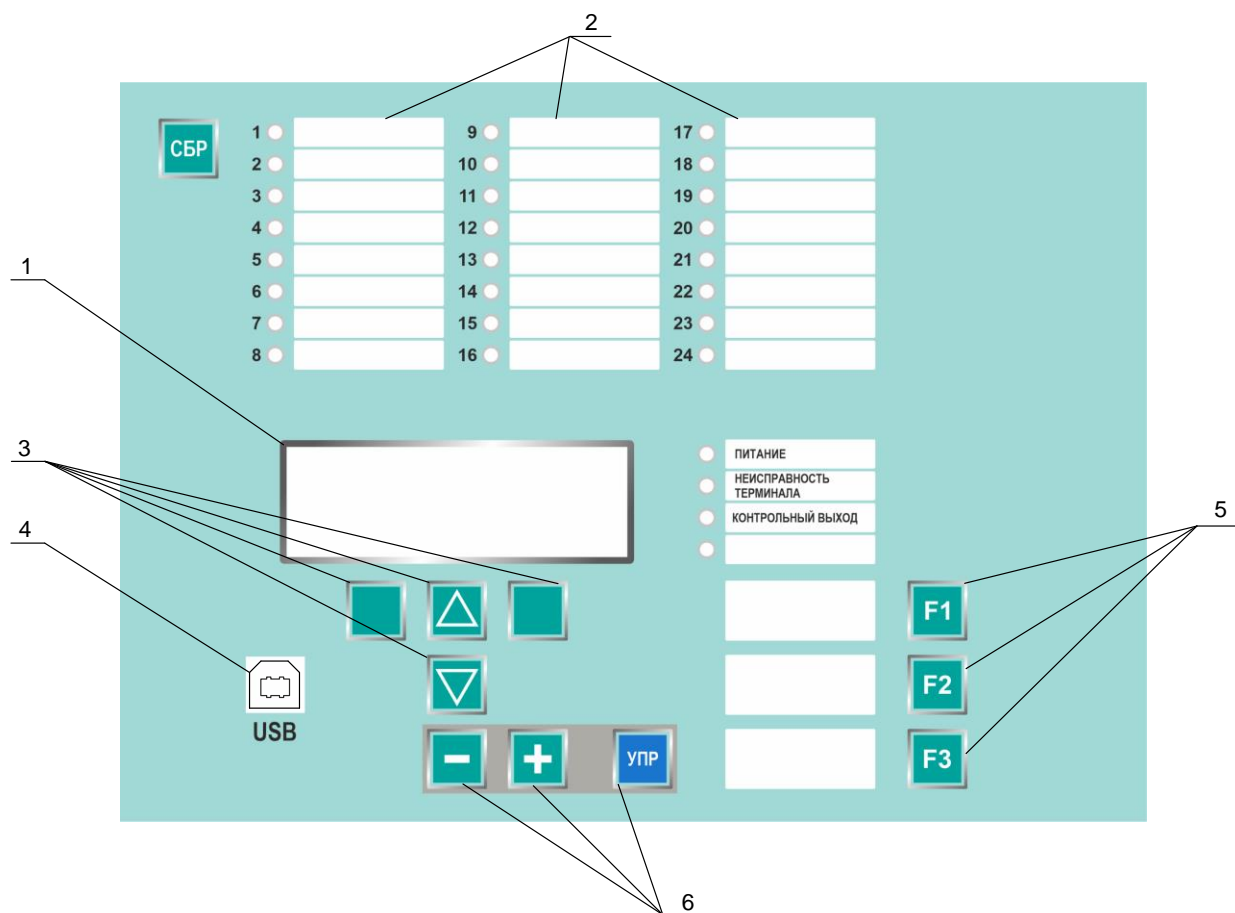 2
СБР
1 9 17
2 10 18
3 11 19
4 12 20
5 13 21
6 14 22
7 15 23
8 16 24
1
3
4
ПИТАНИЕ
НЕИСПРАВНОСТЬ
ТЕРМИНАЛА
КОНТРОЛЬНЫЙ ВЫХОД
5
F1
F2
USB
F3
УПР
6